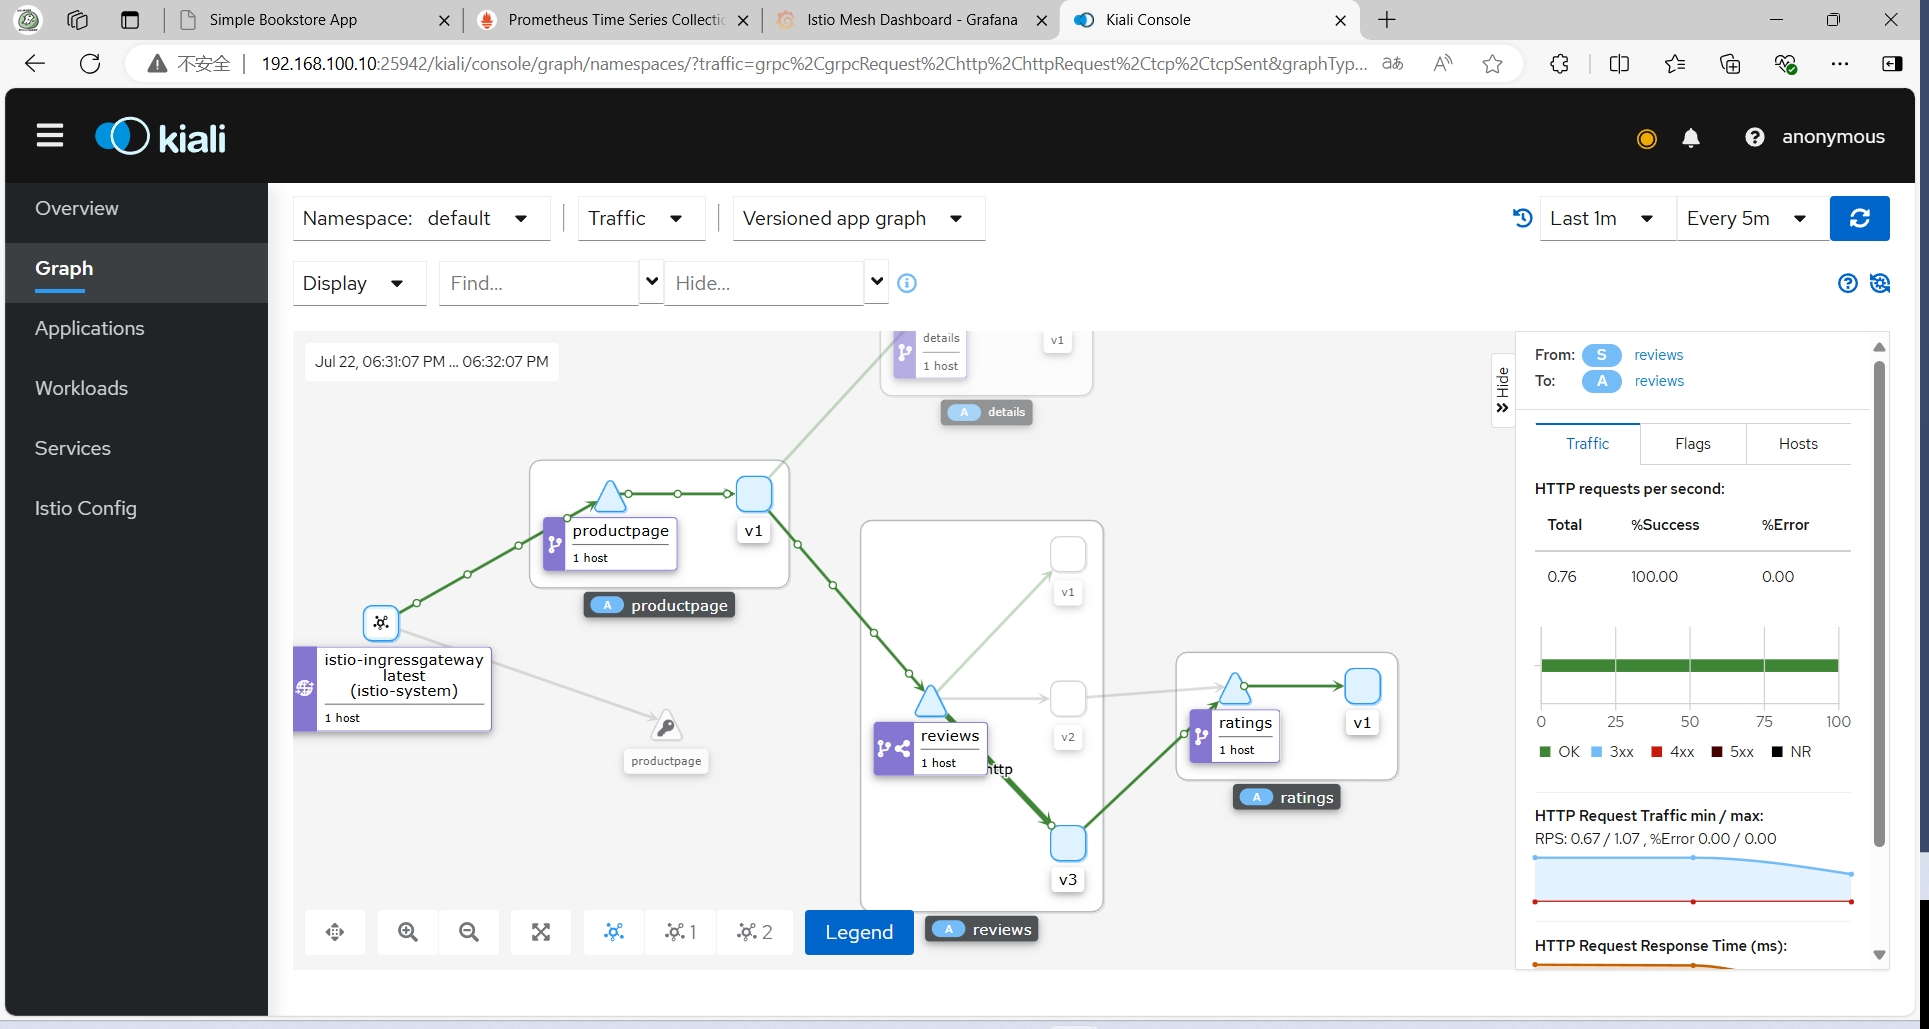 Simple Bookstore App
Prometheus Time Series Collectic
Istio Mesh Dashboard - Grafana
Kiali Console
不安全
192.168.100.10:25942/kiali/console/graph/namespaces/?traffic=grpc%2CgrpcRequest%2Chttp%2ChttpRequest%2Ctcp%2CtcpSent&graphTyp...
aあ
A
kiali
anonymous
Overview
Graph
Applications
Workloads
Services
Istio Config
Namespace: default
Traffic
Versioned app graph
Last 1m
Every 5m
Display
Find...
Hide...
Jul 22, 06:31:07 PM ... 06:32:07 PM
details
1 host
v1
A details
productpage
1 host
v1
A productpage
istio-ingressgateway
latest
(istio-system)
1 host
productpage
v1
v2
reviews
1 host
http
v3
A reviews
ratings
1 host
v1
A ratings
1
2
Legend
Hide
From: S reviews
To: A reviews
Traffic
Flags
Hosts
HTTP requests per second:
Total %Success %Error
0.76 100.00 0.00
0 25 50 75 100
OK 3xx 4xx 5xx NR
HTTP Request Traffic min / max:
RPS: 0.67 / 1.07 , %Error 0.00 / 0.00
HTTP Request Response Time (ms):